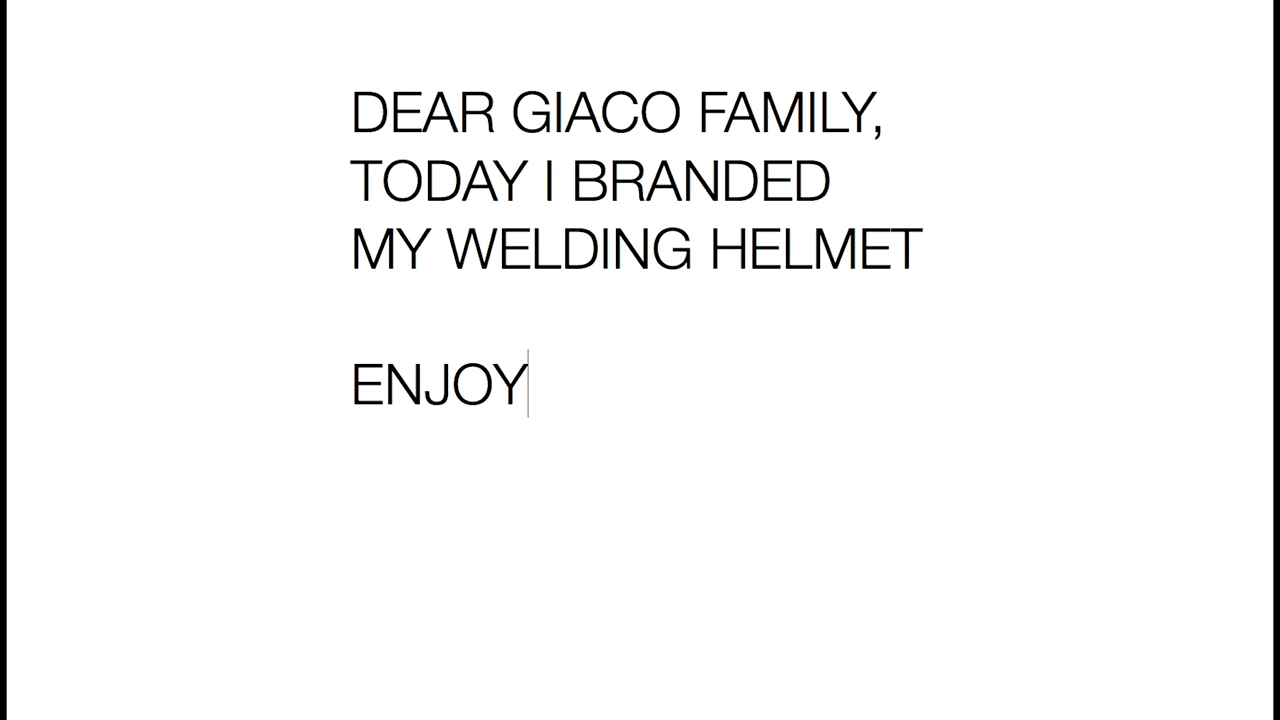 DEAR GIACO FAMILY,
TODAY I BRANDED
MY WELDING HELMET
ENJOY